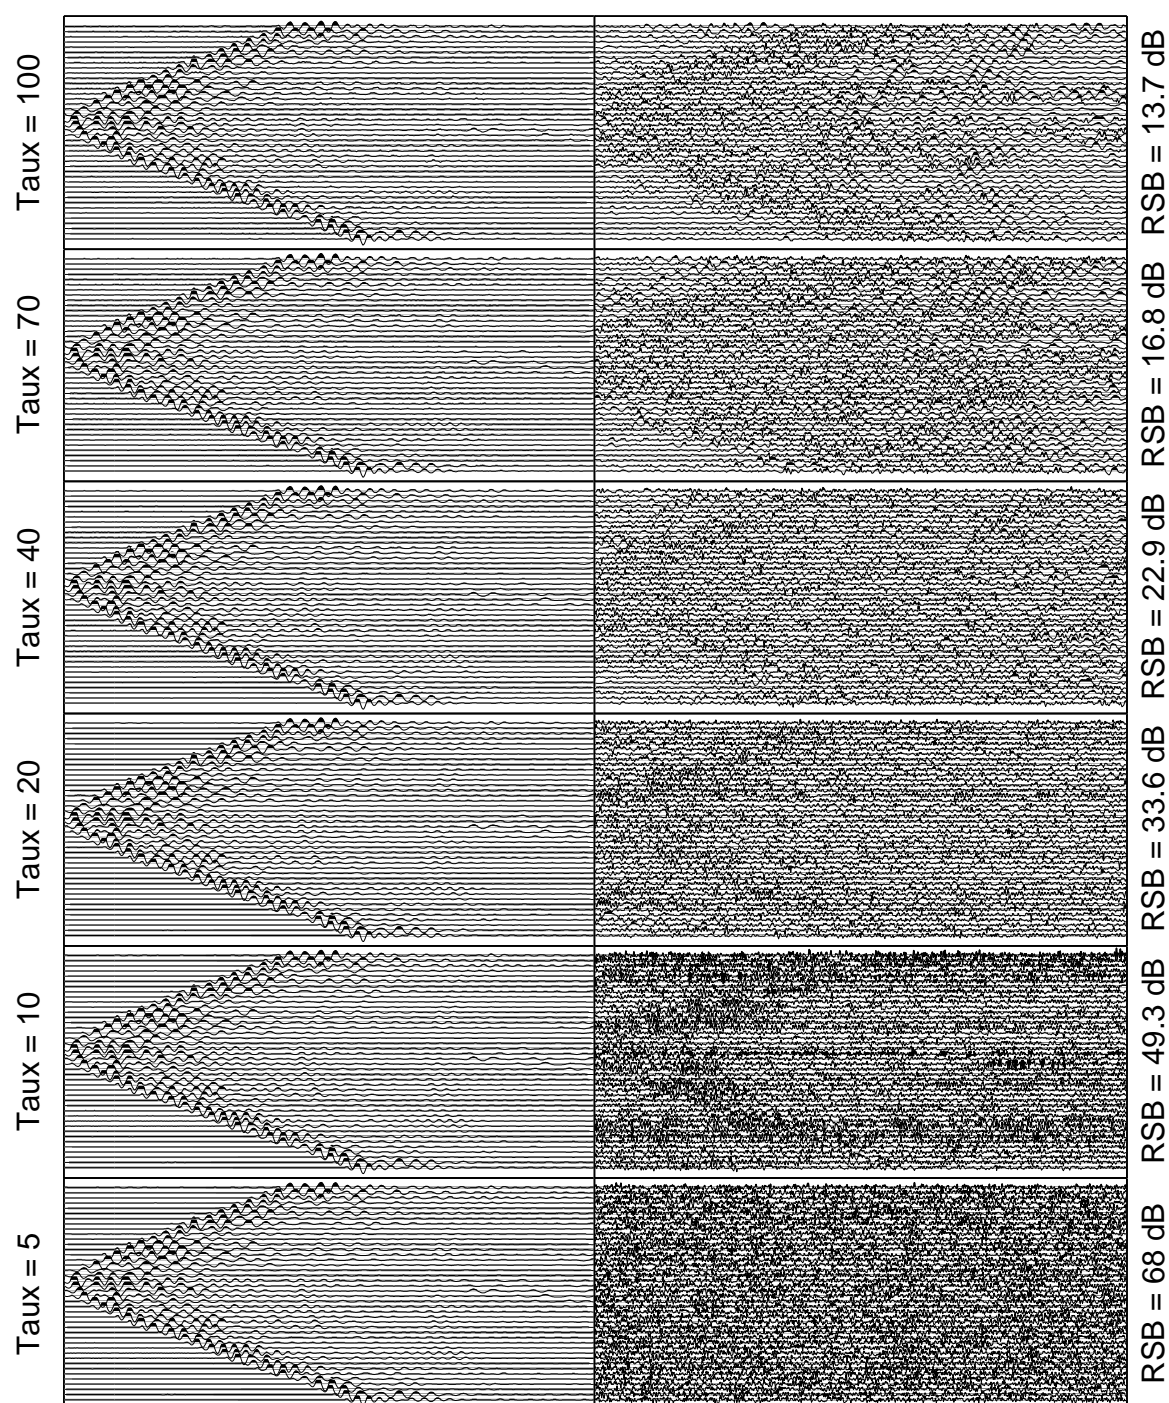 Taux = 100
RSB = 13.7 dB
Taux = 70
RSB = 16.8 dB
Taux = 40
RSB = 22.9 dB
Taux = 20
RSB = 33.6 dB
Taux = 10
RSB = 49.3 dB
Taux = 5
RSB = 68 dB